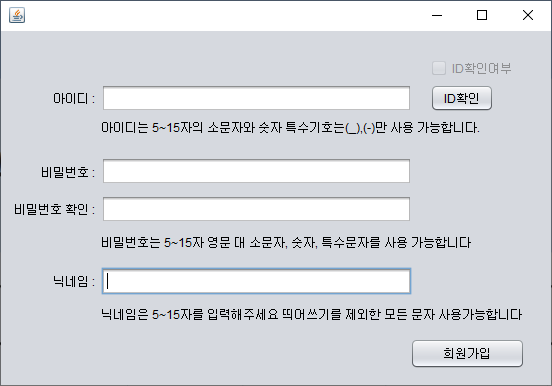 ID확인여부
아이디 :
ID확인
아이디는 5~15자의 소문자와 숫자 특수기호는(_),(-)만 사용 가능합니다.
비밀번호 :
비밀번호 확인 :
비밀번호는 5~15자 영문 대 소문자, 숫자, 특수문자를 사용 가능합니다
닉네임 :
닉네임은 5~15자를 입력해주세요 띄어쓰기를 제외한 모든 문자 사용가능합니다
회원가입